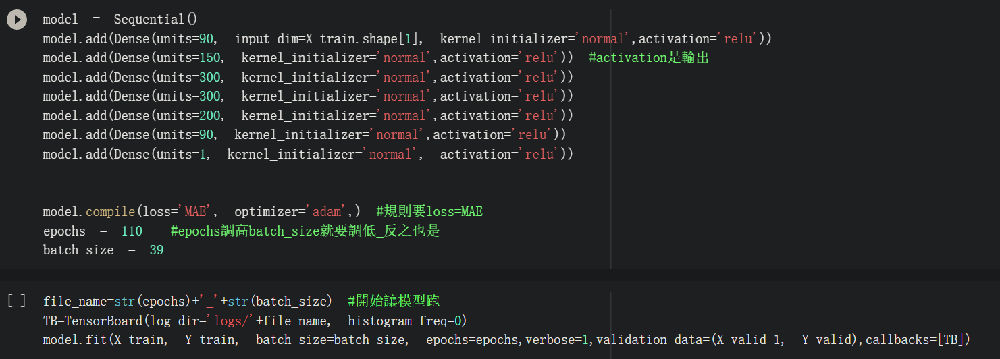 model = Sequential()
model.add(Dense(units=90, input_dim=X_train.shape[1], kernel_initializer='normal',activation='relu'))
model.add(Dense(units=150, kernel_initializer='normal',activation='relu')) #activation是輸出
model.add(Dense(units=300, kernel_initializer='normal',activation='relu'))
model.add(Dense(units=300, kernel_initializer='normal',activation='relu'))
model.add(Dense(units=200, kernel_initializer='normal',activation='relu'))
model.add(Dense(units=90, kernel_initializer='normal',activation='relu'))
model.add(Dense(units=1, kernel_initializer='normal', activation='relu'))
model.compile(loss='MAE', optimizer='adam',) #規則要loss=MAE
epochs = 110 #epochs調高batch_size就要調低_反之也是
batch_size = 39
[ ] file_name=str(epochs)+'_'+str(batch_size) #開始讓模型跑
TB=TensorBoard(log_dir='logs/'+file_name, histogram_freq=0)
model.fit(X_train, Y_train, batch_size=batch_size, epochs=epochs,verbose=1,validation_data=(X_valid_1, Y_valid),callbacks=[TB])